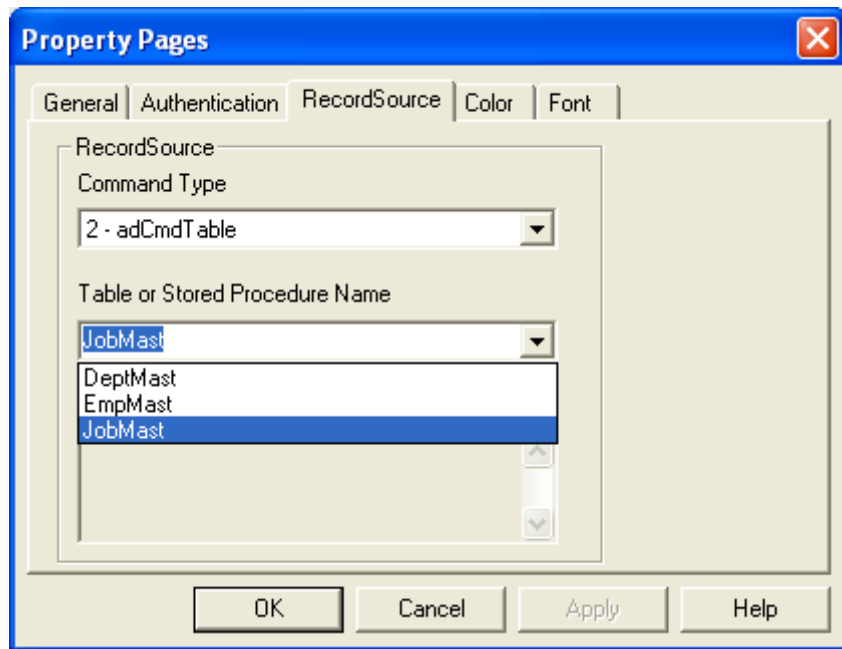 Property Pages
General Authentication RecordSource Color Font
RecordSource
Command Type
2 - adCmdTable
Table or Stored Procedure Name
JobMast
DeptMast
EmpMast
JobMast
OK Cancel Apply Help